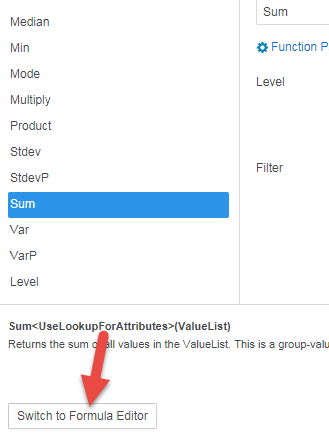 Median
Min
Mode
Multiply
Product
Stdev
StdevP
Sum
Var
VarP
Level
Sum
Function P
Level
Filter
Sum<UseLookupForAttributes>(ValueList)
Returns the sum of all values in the ValueList. This is a group-valu
Switch to Formula Editor